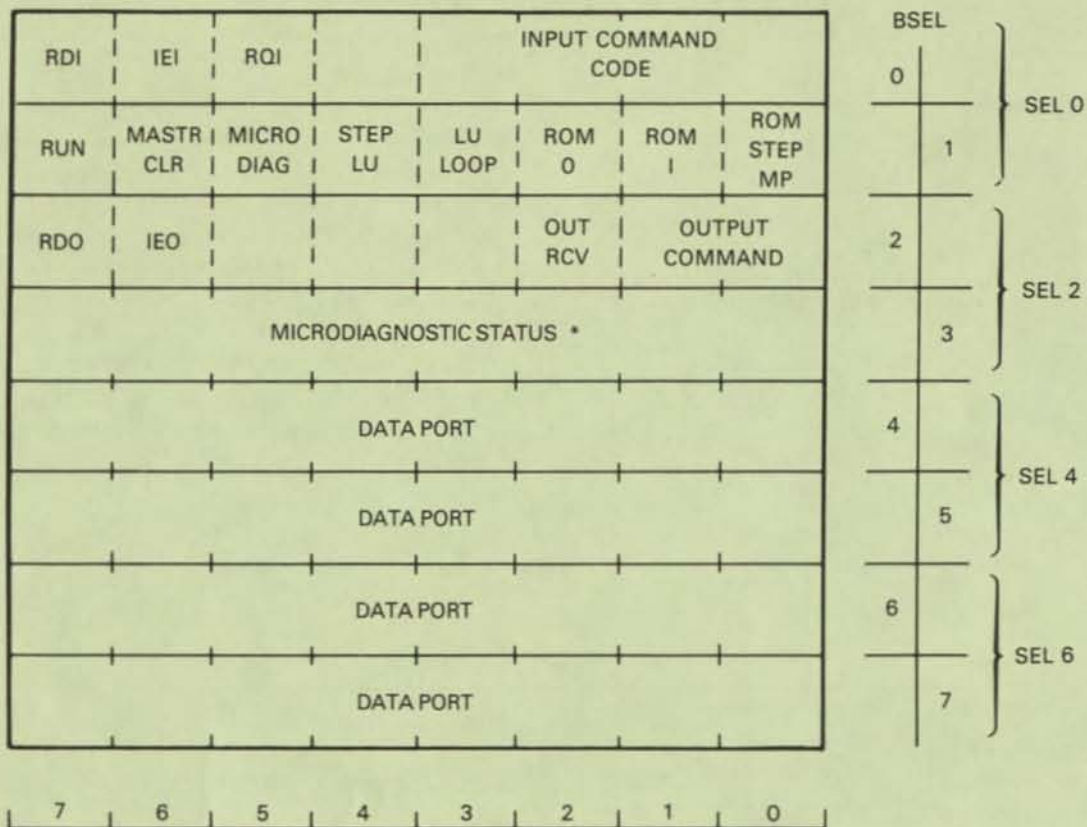 BSEL
RDI IEI RQI INPUT COMMAND
CODE
0
SEL 0
RUN MASTR
CLR MICRO
DIAG STEP
LU LU
LOOP ROM
0 ROM
I ROM
STEP
MP
1
RDO IEO OUT
RCV OUTPUT
COMMAND
2
SEL 2
MICRODIAGNOSTIC STATUS *
3
DATA PORT
4
SEL 4
DATA PORT
5
DATA PORT
6
SEL 6
DATA PORT
7
7 6 5 4 3 2 1 0